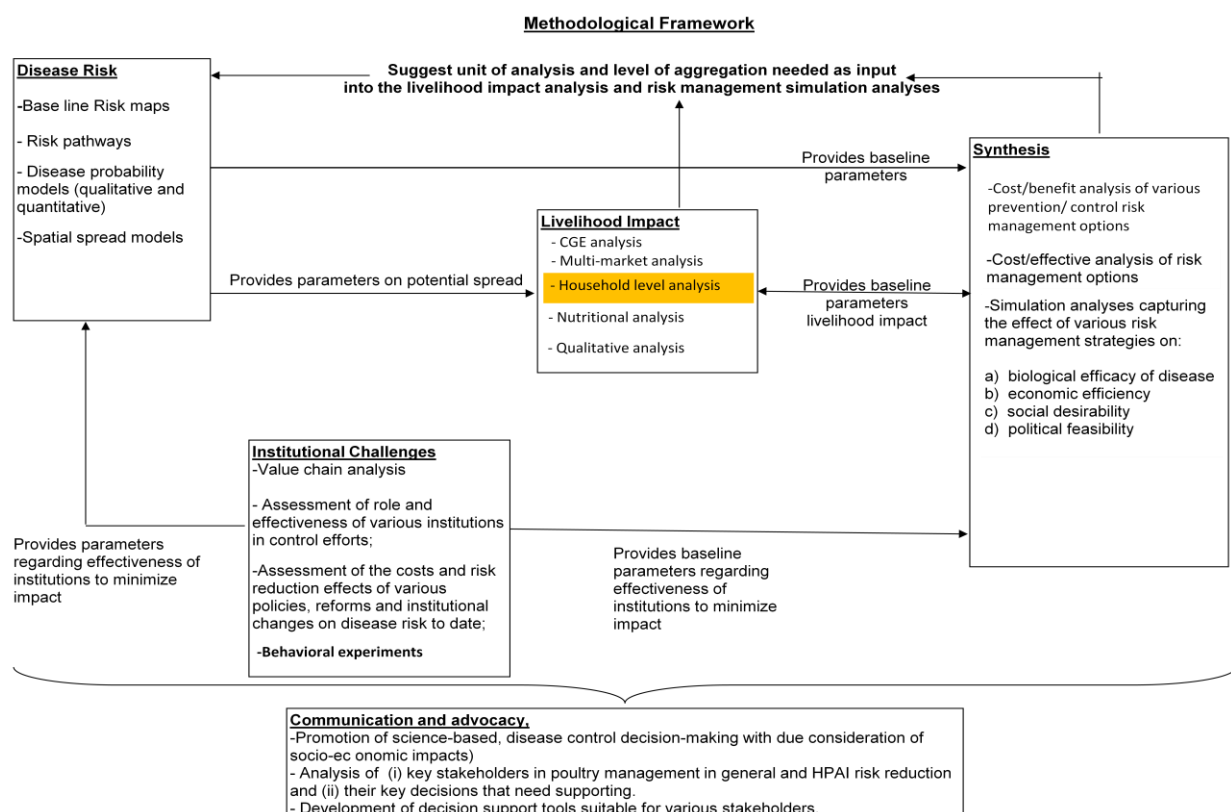 Methodological Framework
Disease Risk
-Base line Risk maps
- Risk pathways
- Disease probability
models (qualitative and
quantitative)
-Spatial spread models
Suggest unit of analysis and level of aggregation needed as input
into the livelihood impact analysis and risk management simulation analyses
Provides baseline
parameters
Synthesis
-Cost/benefit analysis of various
prevention/ control risk
management options
-Cost/effective analysis of risk
management options
-Simulation analyses capturing
the effect of various risk
management strategies on:
a) biological efficacy of disease
b) economic efficiency
c) social desirability
d) political feasibility
Livelihood Impact
- CGE analysis
- Multi-market analysis
- Household level analysis
- Nutritional analysis
- Qualitative analysis
Provides parameters on potential spread
Provides baseline
parameters
livelihood impact
Institutional Challenges
-Value chain analysis
- Assessment of role and
effectiveness of various institutions
in control efforts;
-Assessment of the costs and risk
reduction effects of various
policies, reforms and institutional
changes on disease risk to date;
-Behavioral experiments
Provides parameters
regarding effectiveness of
institutions to minimize
impact
Provides baseline
parameters regarding
effectiveness of
institutions to minimize
impact
Communication and advocacy,
-Promotion of science-based, disease control decision-making with due consideration of
socio-ec onomic impacts)
- Analysis of (i) key stakeholders in poultry management in general and HPAI risk reduction
and (ii) their key decisions that need supporting.
- Development of decision support tools suitable for various stakeholders.